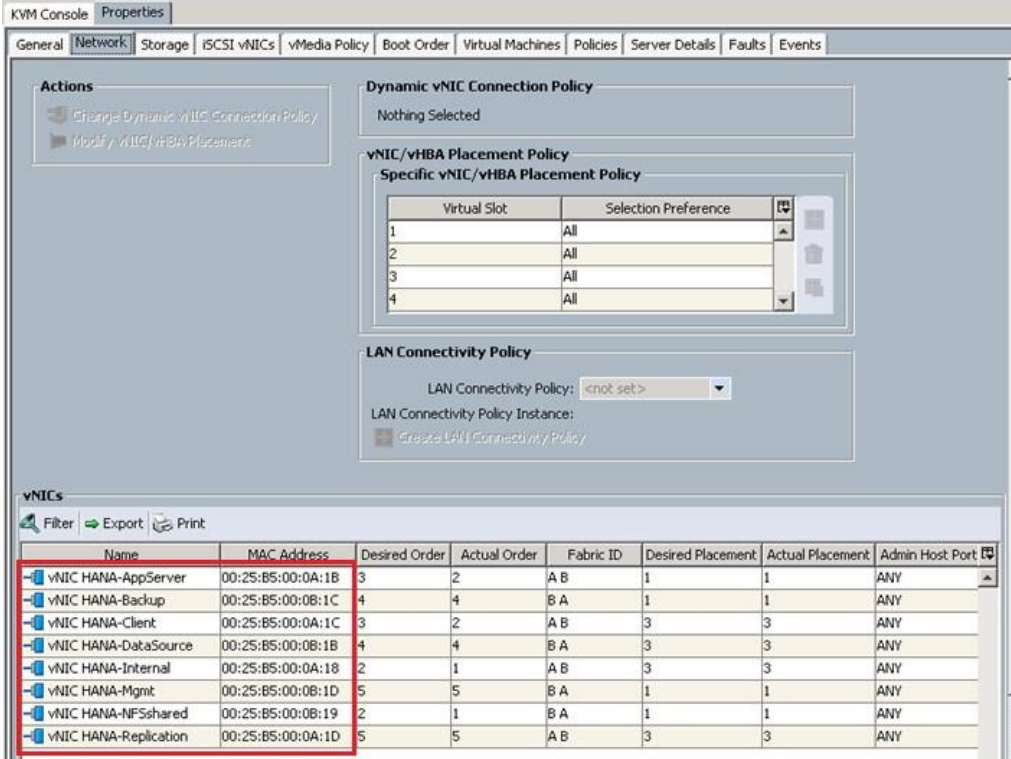 KVM Console Properties
General Network Storage iSCSI vNICs vMedia Policy Boot Order Virtual Machines Policies Server Details Faults Events
Actions
Change Dynamic vNIC Connection Policy
Modify vNIC/vHBA Placement
Dynamic vNIC Connection Policy
Nothing Selected
vNIC/vHBA Placement Policy
Specific vNIC/vHBA Placement Policy
Virtual Slot Selection Preference
1 All
2 All
3 All
4 All
LAN Connectivity Policy
LAN Connectivity Policy: <not set>
LAN Connectivity Policy Instance:
Create LAN Connectivity Policy
vNICs
Filter Export Print
Name MAC Address Desired Order Actual Order Fabric ID Desired Placement Actual Placement Admin Host Port
vNIC HANA-AppServer 00:25:B5:00:0A:1B 3 2 A B 1 1 ANY
vNIC HANA-Backup 00:25:B5:00:0B:1C 4 4 B A 1 1 ANY
vNIC HANA-Client 00:25:B5:00:0A:1C 3 2 A B 3 3 ANY
vNIC HANA-DataSource 00:25:B5:00:0B:1B 4 4 B A 3 3 ANY
vNIC HANA-Internal 00:25:B5:00:0A:18 2 1 A B 3 3 ANY
vNIC HANA-Mgmt 00:25:B5:00:0B:1D 5 5 B A 1 1 ANY
vNIC HANA-NFSshared 00:25:B5:00:0B:19 2 1 B A 1 1 ANY
vNIC HANA-Replication 00:25:B5:00:0A:1D 5 5 A B 3 3 ANY